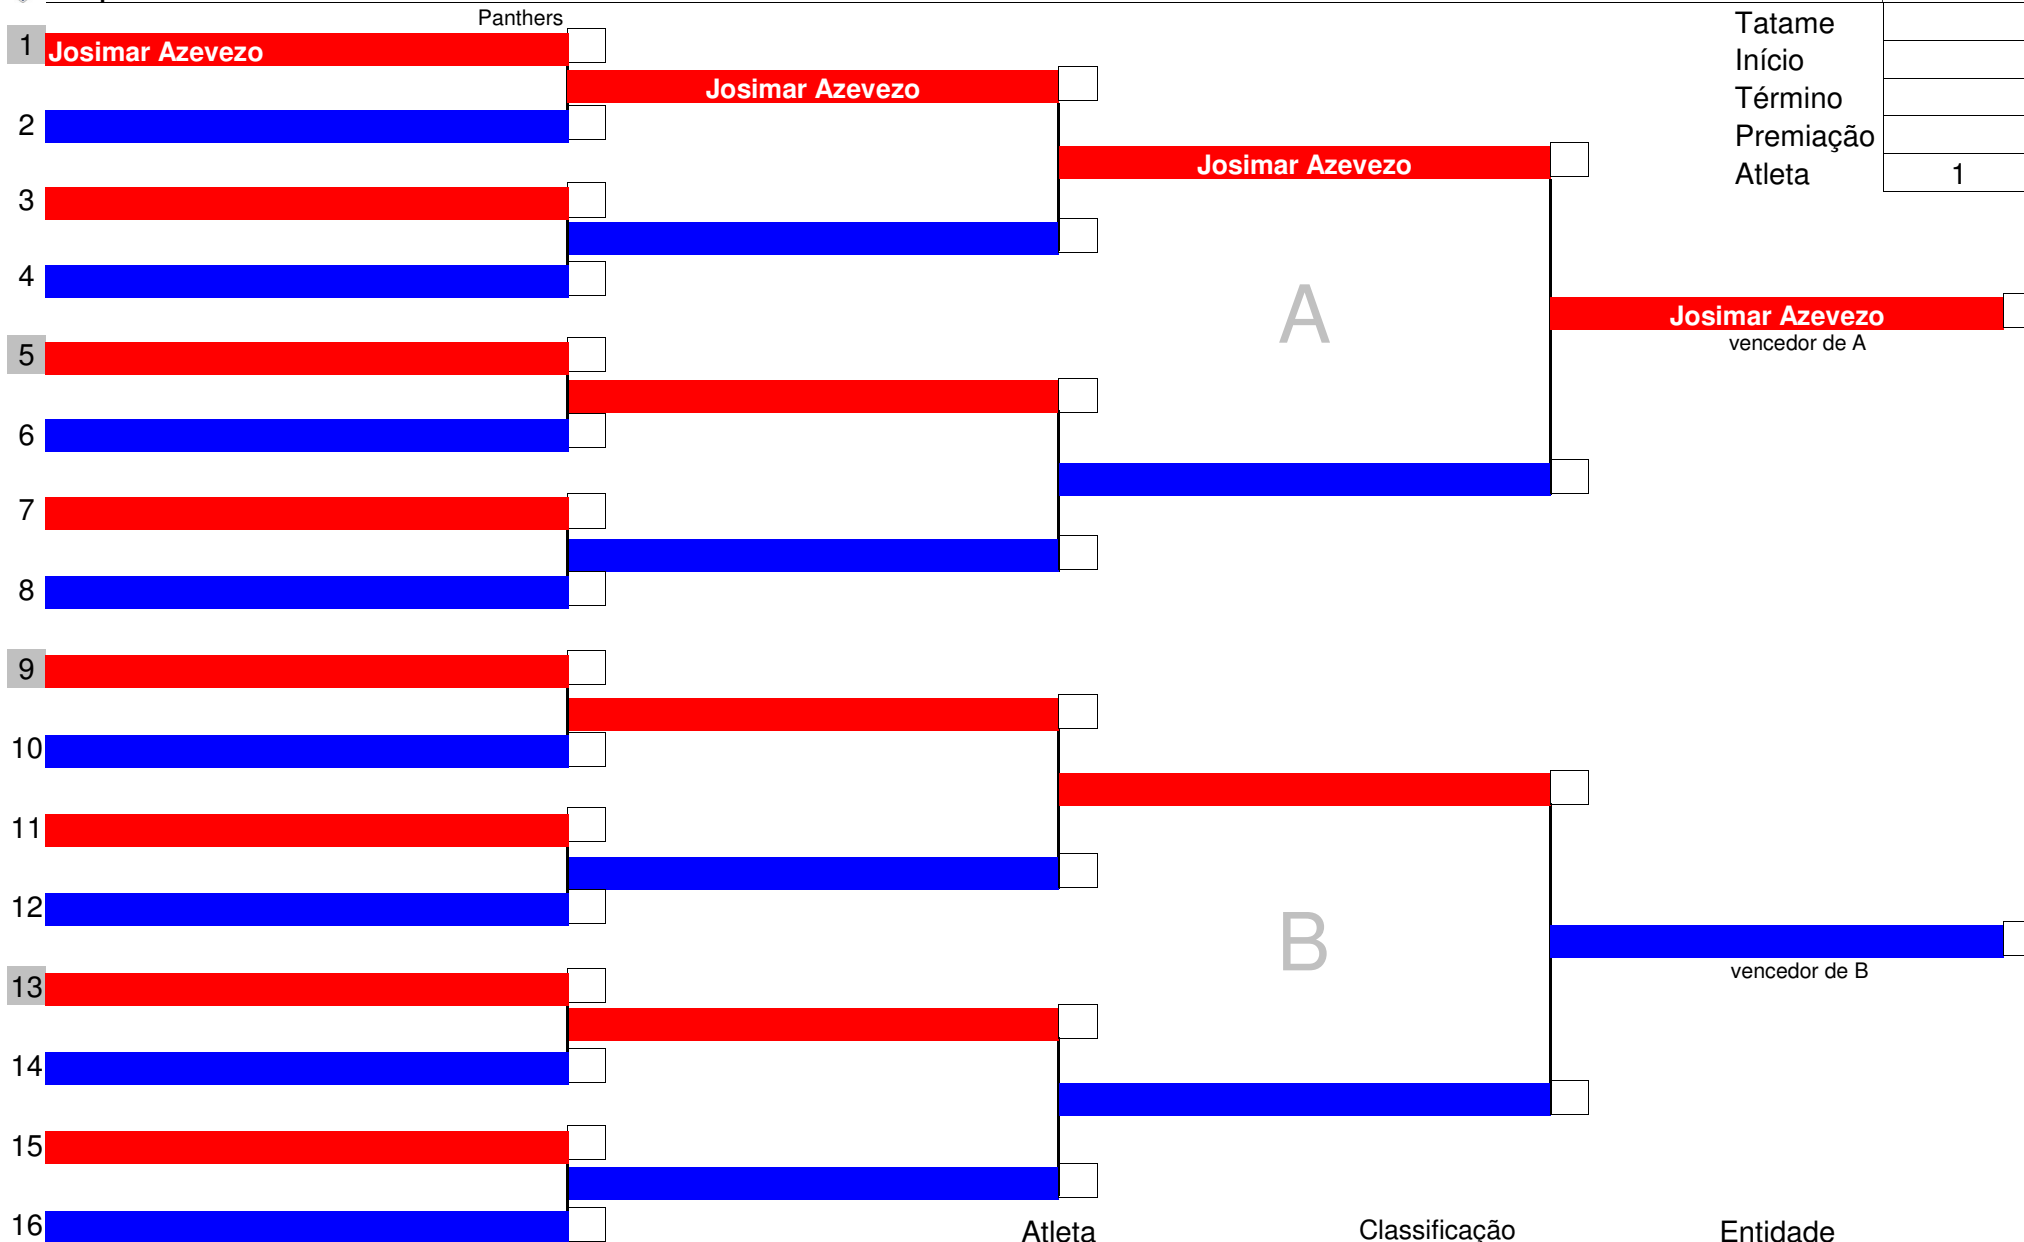 Panthers
1 Josimar Azevezo
Josimar Azevezo
2
Josimar Azevezo
3
4
Tatame
Início
Término
Premiação
Atleta 1
A
Josimar Azevezo
vencedor de A
5
6
7
8
9
10
11
12
B
vencedor de B
13
14
15
16
Atleta Classificação Entidade